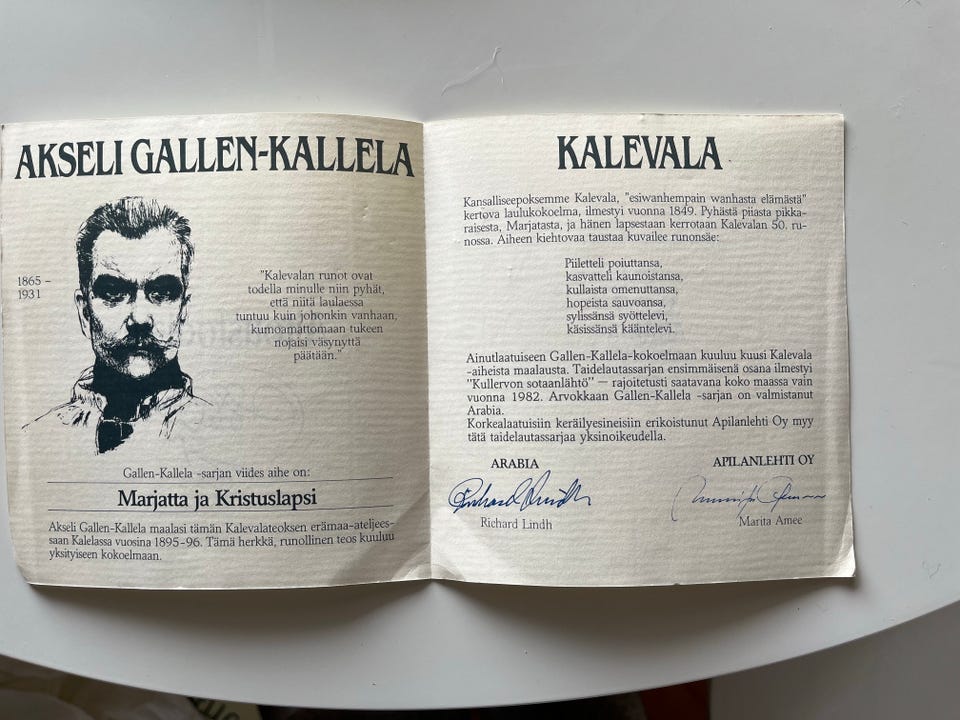 AKSELI GALLEN-KALLELA
1865 –
1931
"Kalevalan runot ovat
todella minulle niin pyhät,
että niitä laulaessa
tuntuu kuin johonkin vanhaan,
kumoamattomaan tukeen
nojaisi väsynyttä
päätään."
Gallen-Kallela -sarjan viides aihe on:
Marjatta ja Kristuslapsi
Akseli Gallen-Kallela maalasi tämän Kalevalateoksen erämaa-ateljees-
saan Kalelassa vuosina 1895-96. Tämä herkkä, runollinen teos kuuluu
yksityiseen kokoelmaan.
KALEVALA
Kansalliseepoksemme Kalevala, "esiwanhempain wanhasta elämästä"
kertova laulukokoelma, ilmestyi vuonna 1849. Pyhästä piiasta pikka-
raisesta, Marjatasta, ja hänen lapsestaan kerrotaan Kalevalan 50. ru-
nossa. Aiheen kiehtovaa taustaa kuvailee runonsäe:
Piiletteli poiuttansa,
kasvatteli kaunoistansa,
kullaista omenuttansa,
hopeista sauvoansa,
sylissänsä syöttelevi,
käsissänsä kääntelevi.
Ainutlaatuiseen Gallen-Kallela-kokoelmaan kuuluu kuusi Kalevala
-aiheista maalausta. Taidelautassarjan ensimmäisenä osana ilmestyi
"Kullervon sotaanlähtö" — rajoitetusti saatavana koko maassa vain
vuonna 1982. Arvokkaan Gallen-Kallela -sarjan on valmistanut
Arabia.
Korkealaatuisiin keräilyesineisiin erikoistunut Apilanlehti Oy myy
tätä taidelautassarjaa yksinoikeudella.
ARABIA
Richard Lindh
Richard Lindh
APILANLEHTI OY
Marita Amee